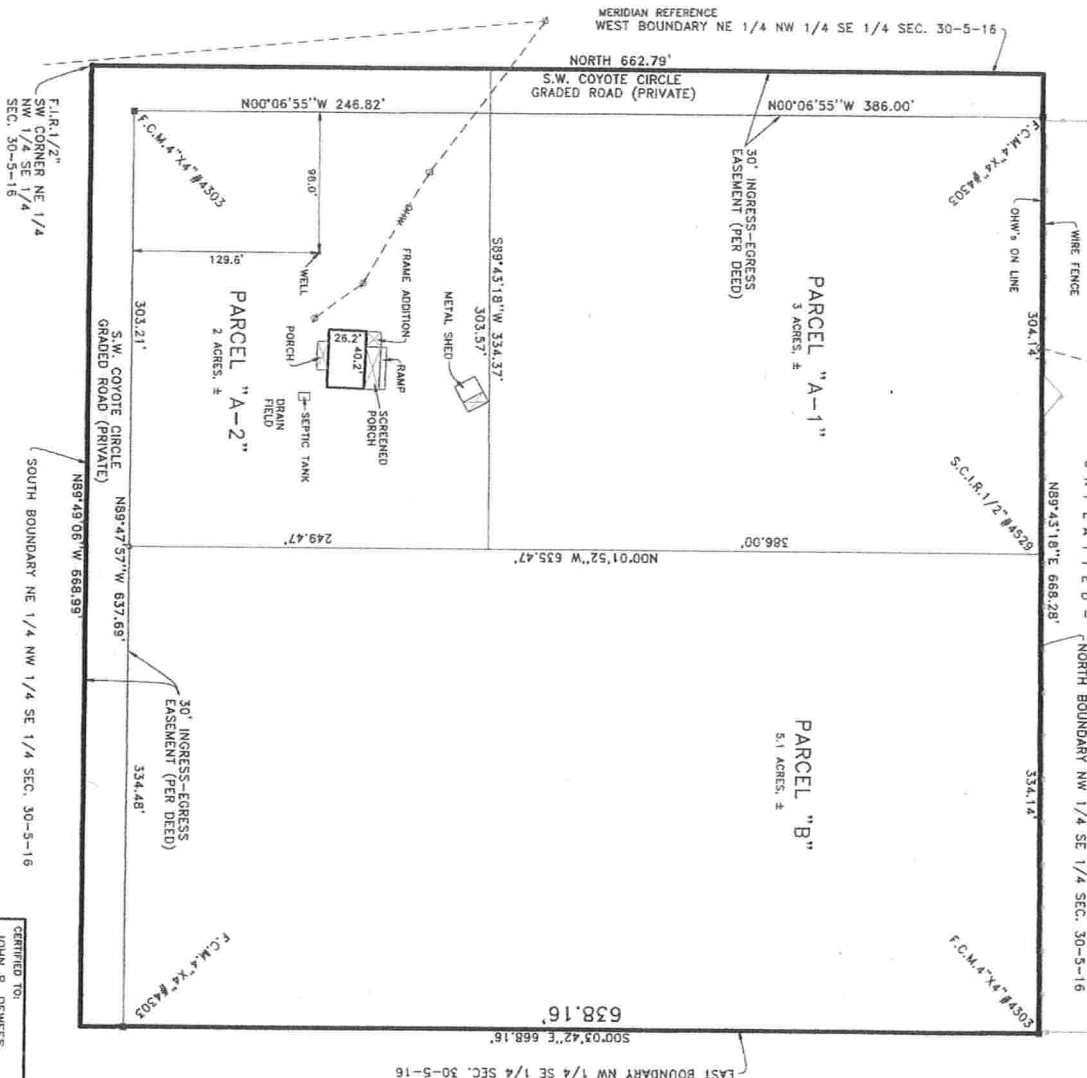 MERIDIAN REFERENCE
WEST BOUNDARY NE 1/4 NW 1/4 SE 1/4 SEC. 30-5-16
NORTH 662.79'
S.W. COYOTE CIRCLE
GRADED ROAD (PRIVATE)
N00°06'55"W 246.82'
N00°06'55"W 386.00'
F.I.R.1/2"
SW CORNER NE 1/4
NW 1/4 SE 1/4
SEC. 30-5-16
F.C.M.4"X4"#4303
F.C.M.4"X4"#4303
WIRE FENCE
OHW's ON LINE
30' INGRESS-EGRESS
EASEMENT (PER DEED)
98.0'
129.6'
WELL
FRAME ADDITION
METAL SHED
S89°43'18"W 334.37'
303.57'
PARCEL "A-1"
3 ACRES, ±
304.14'
303.21'
S.W. COYOTE CIRCLE
GRADED ROAD (PRIVATE)
PARCEL "A-2"
2 ACRES, ±
PORCH
26.2'
40.2'
RAMP
SCREENED
PORCH
SEPTIC TANK
DRAIN
FIELD
S.C.I.R.1/2"#4529
N89°43'18"E 668.28'
NORTH BOUNDARY NW 1/4 SE 1/4 SEC. 30-5-16
249.47'
386.00'
N00°01'52"W 635.47'
N89°47'57"W 637.69'
N89°49'06"W 668.99'
SOUTH BOUNDARY NE 1/4 NW 1/4 SE 1/4 SEC. 30-5-16
30' INGRESS-EGRESS
EASEMENT (PER DEED)
334.48'
PARCEL "B"
5.1 ACRES, ±
334.14'
F.C.M.4"X4"#4303
F.C.M.4"X4"#4303
638.16'
S00°03'42"E 668.16'
EAST BOUNDARY NW 1/4 SE 1/4 SEC. 30-5-16
CERTIFIED TO: